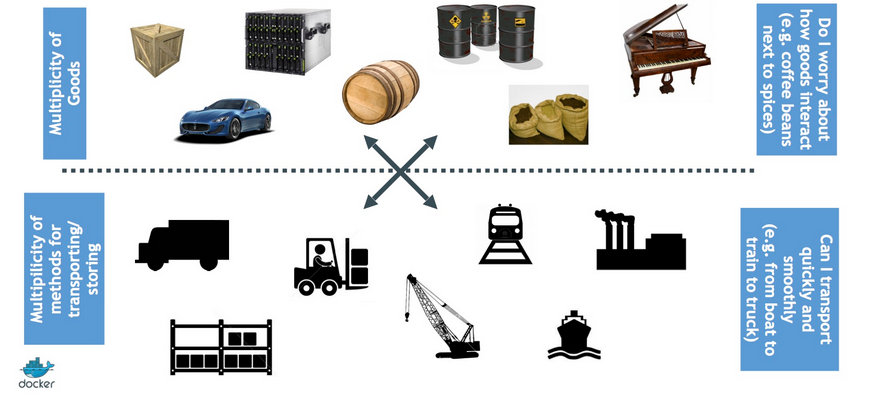 Multiplicity of
Goods
Do I worry about
how goods interact
(e.g. coffee beans
next to spices)
Multipilicity of
methods for
transporting/
storing
Can I transport
quickly and
smoothly
(e.g. from boat to
train to truck)
docker